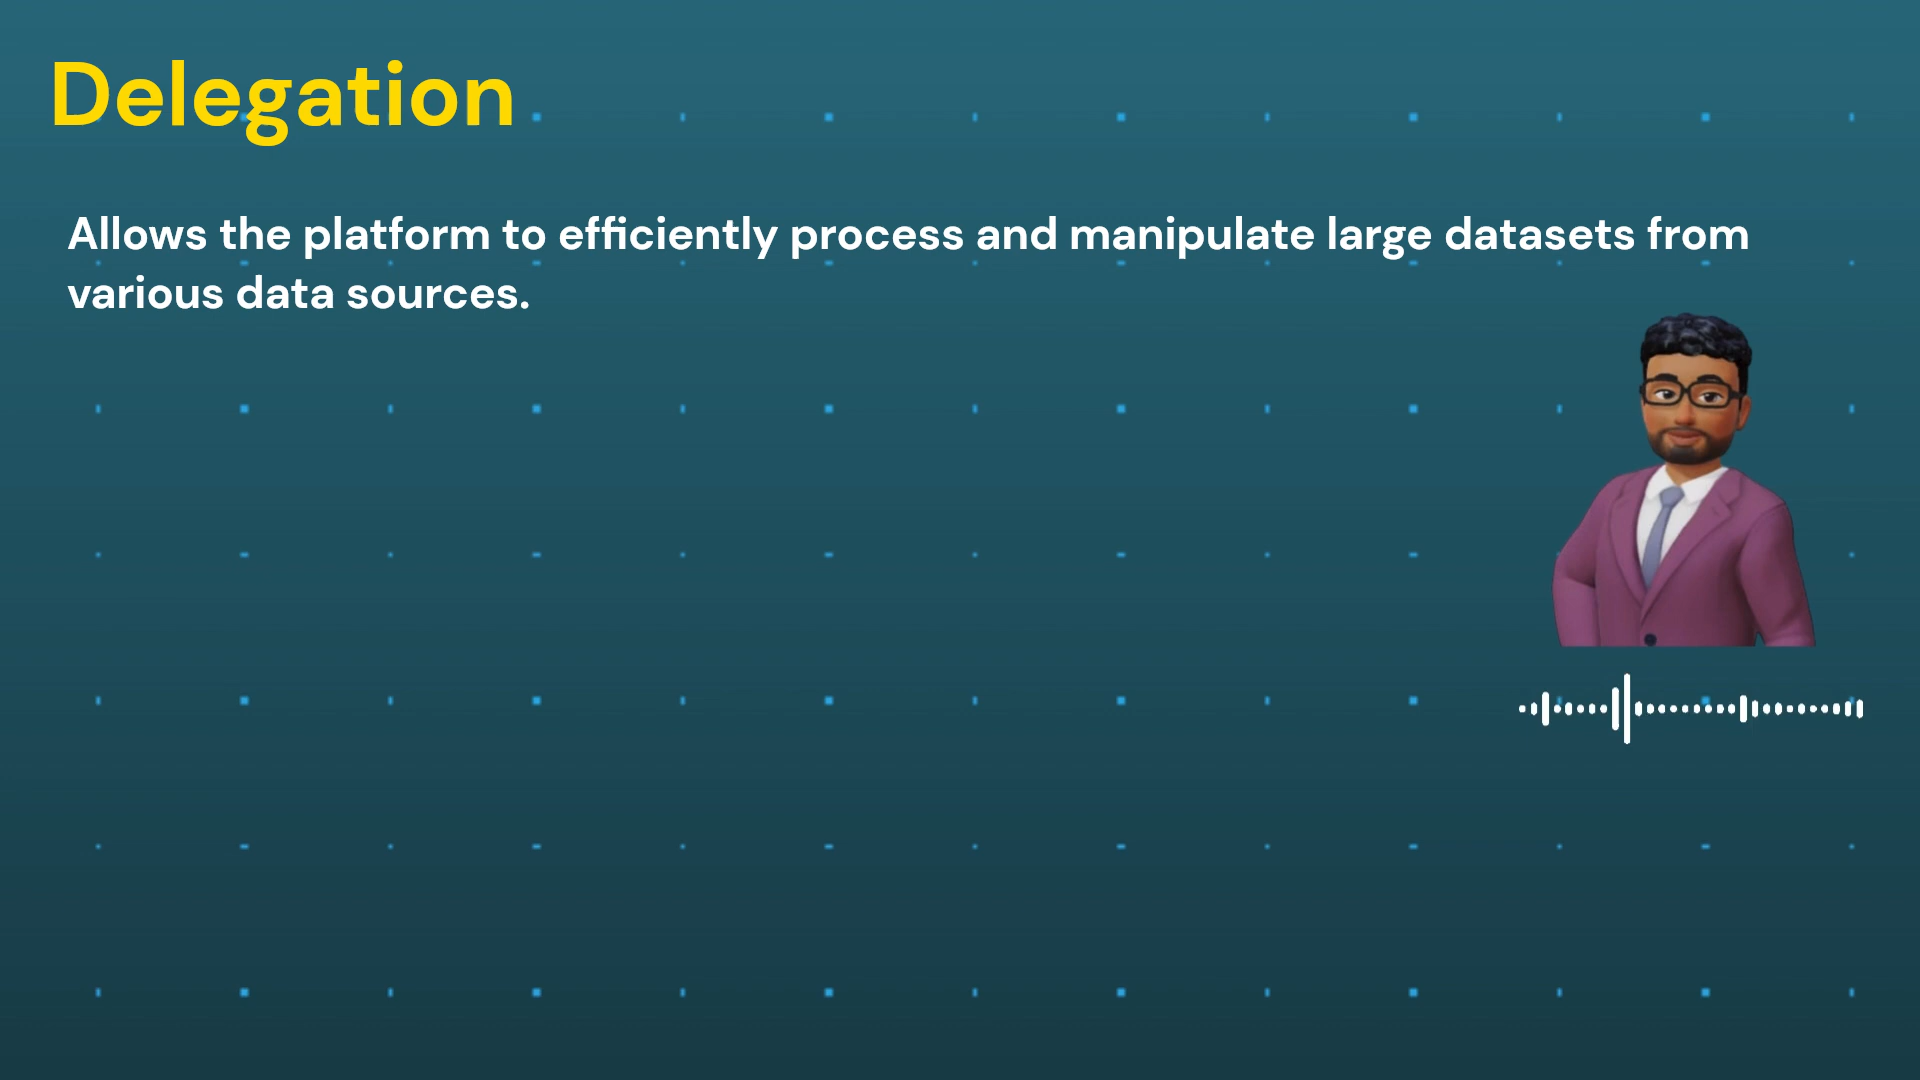 Delegation
Allows the platform to efficiently process and manipulate large datasets from
various data sources.